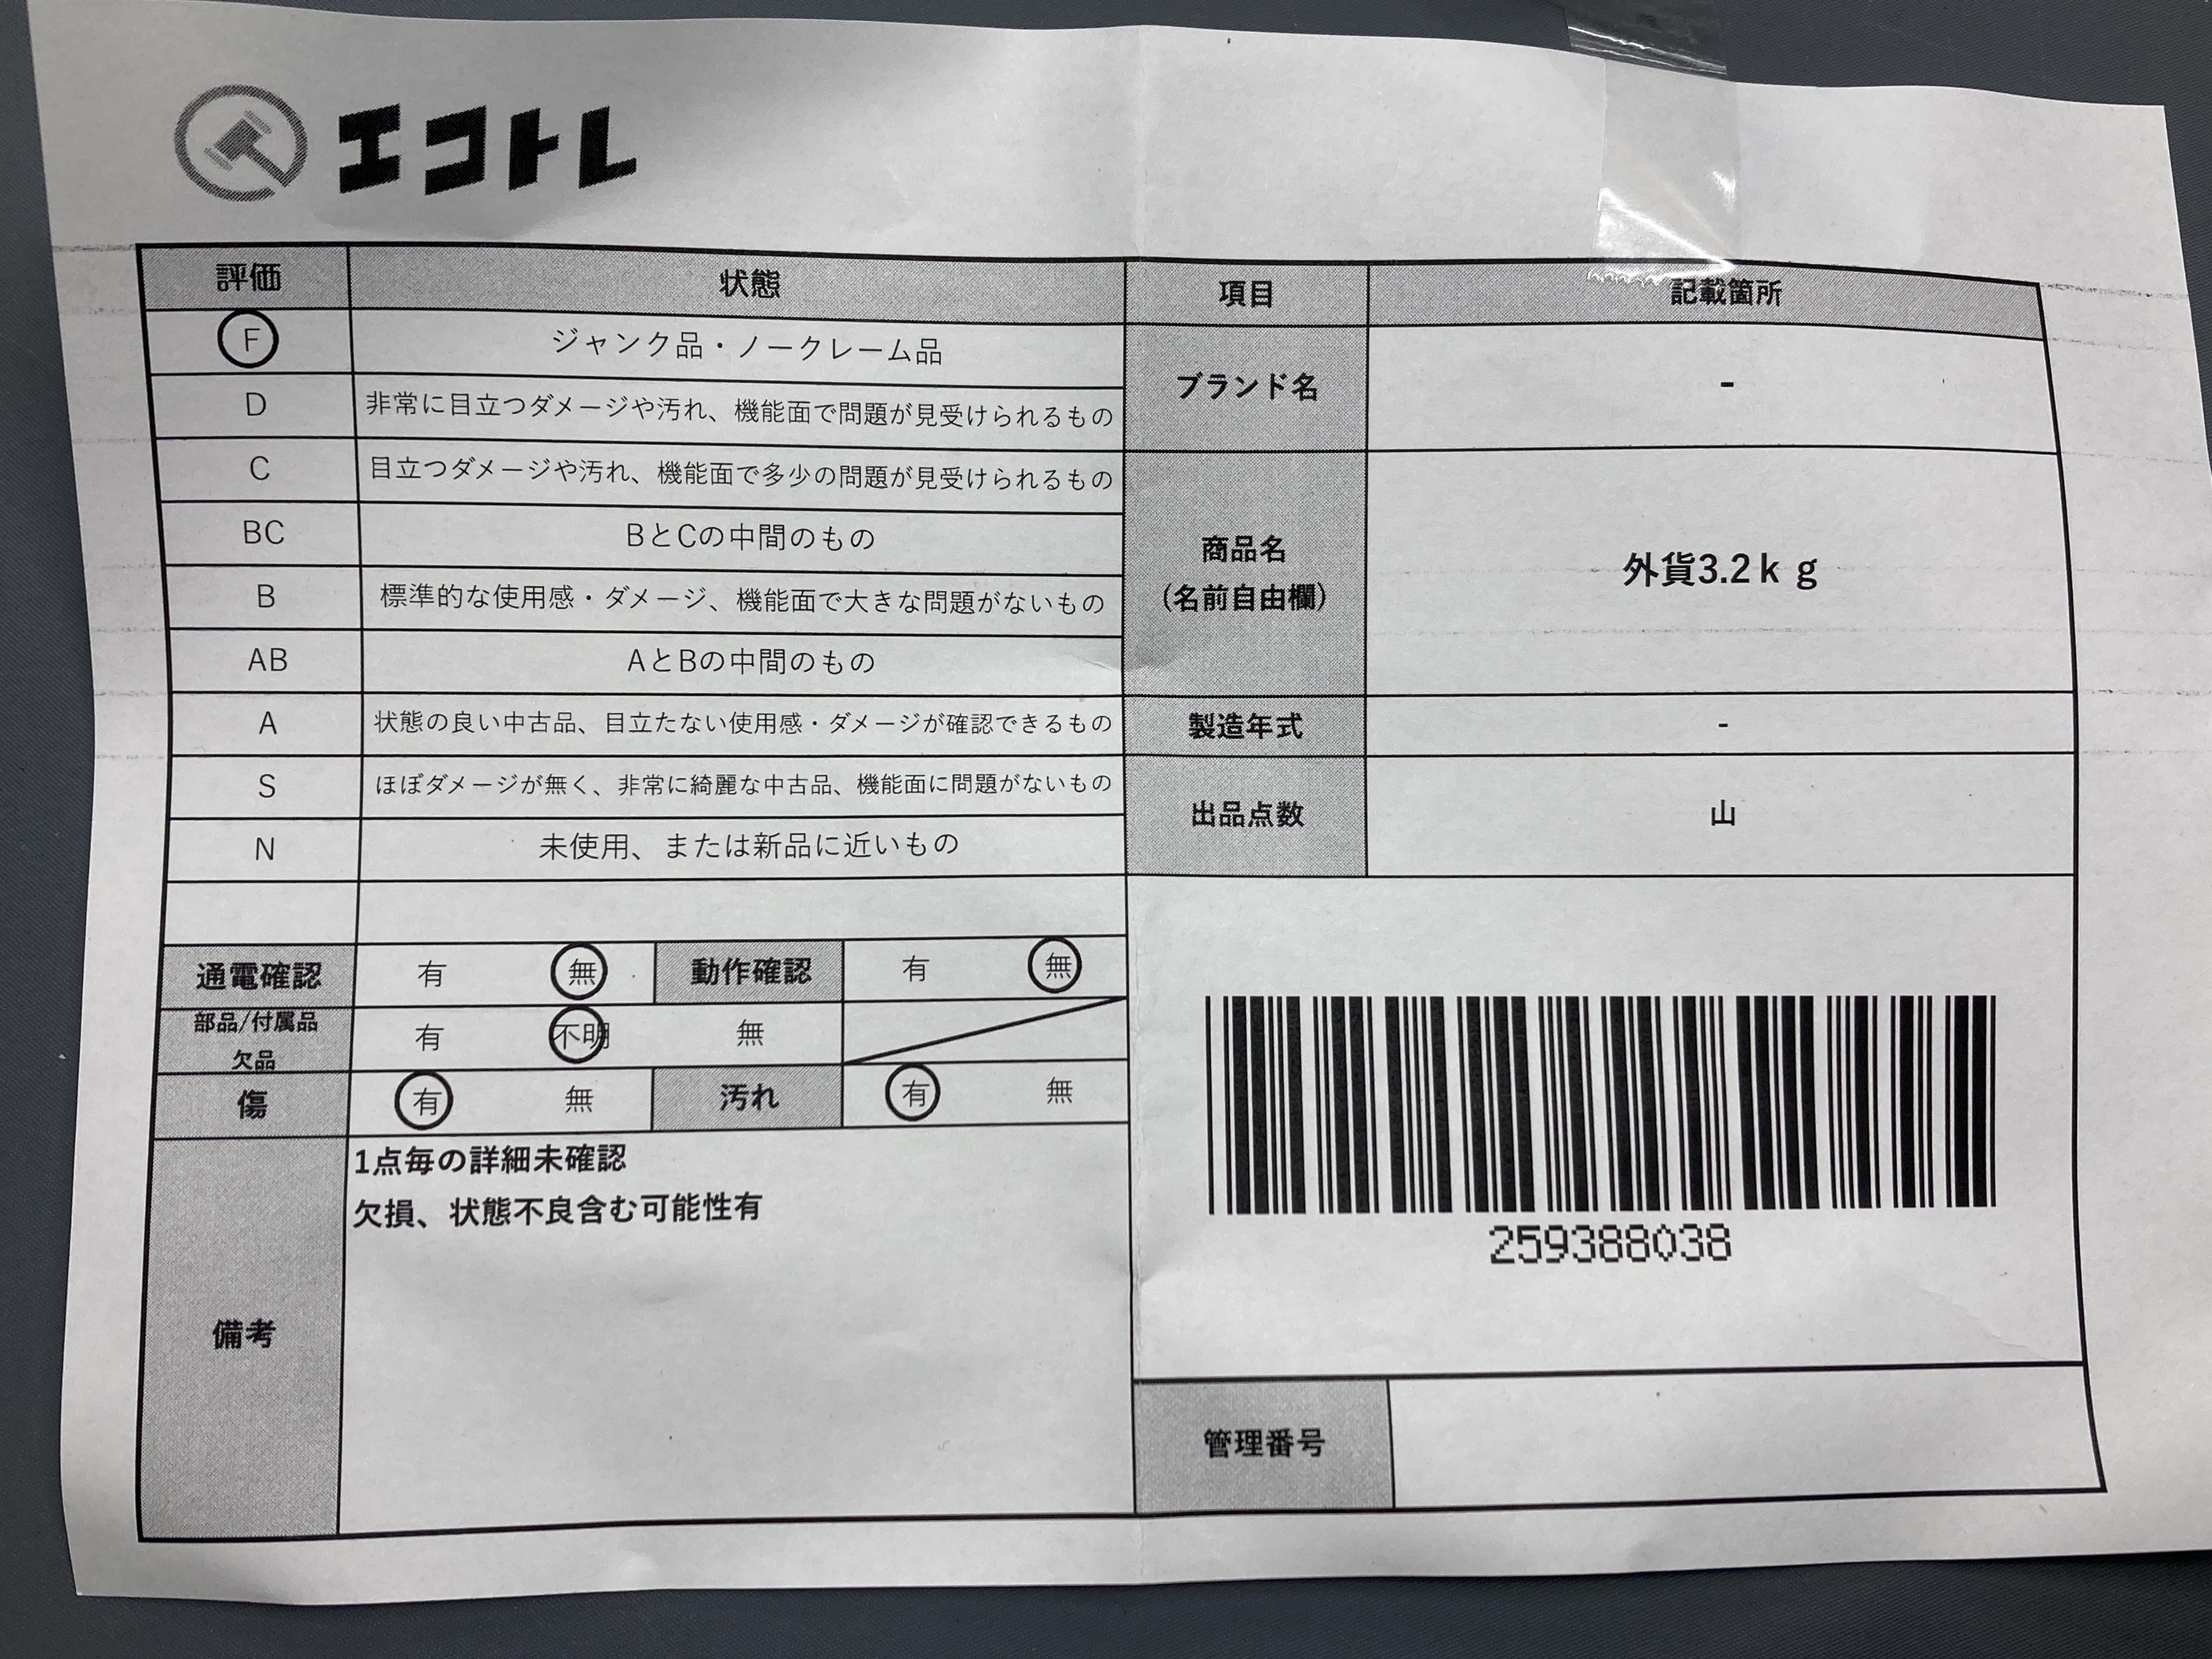 エコトレ
評価 状態
F ジャンク品・ノークレーム品
D 非常に目立つダメージや汚れ、機能面で問題が見受けられるもの
C 目立つダメージや汚れ、機能面で多少の問題が見受けられるもの
BC BとCの中間のもの
B 標準的な使用感・ダメージ、機能面で大きな問題がないもの
AB AとBの中間のもの
A 状態の良い中古品、目立たない使用感・ダメージが確認できるもの
S ほぼダメージが無く、非常に綺麗な中古品、機能面に問題がないもの
N 未使用、または新品に近いもの
通電確認 有 無 動作確認 有 無
部品/付属品
欠品 有 不明 無
傷 有 無 汚れ 有 無
備考
1点毎の詳細未確認
欠損、状態不良含む可能性有
項目 記載箇所
ブランド名 -
商品名
(名前自由欄) 外貨3.2kg
製造年式 -
出品点数 山
259388038
管理番号